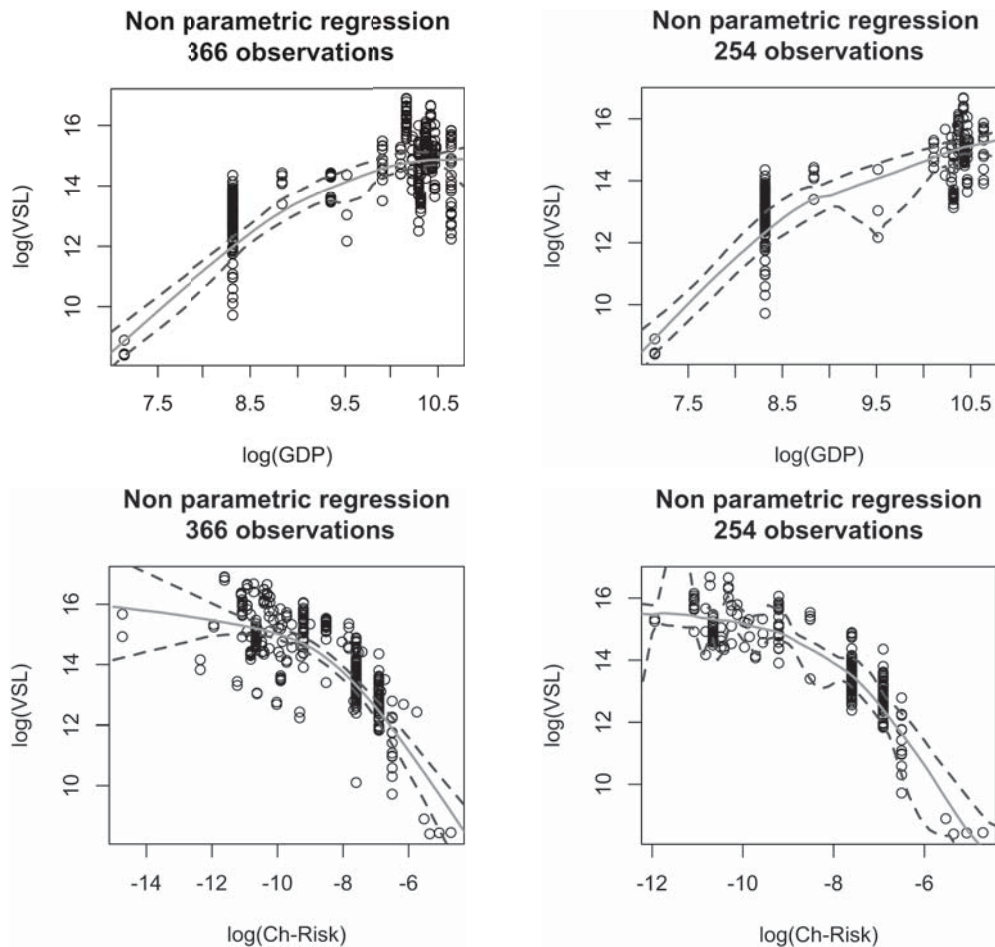 Non parametric regression
366 observations
16
14
12
10
log(VSL)
7.5 8.5 9.5 10.5
log(GDP)
Non parametric regression
254 observations
16
14
12
10
log(VSL)
7.5 8.5 9.5 10.5
log(GDP)
Non parametric regression
366 observations
16
14
12
10
log(VSL)
-14 -12 -10 -8 -6
log(Ch-Risk)
Non parametric regression
254 observations
16
14
12
10
log(VSL)
-12 -10 -8 -6
log(Ch-Risk)